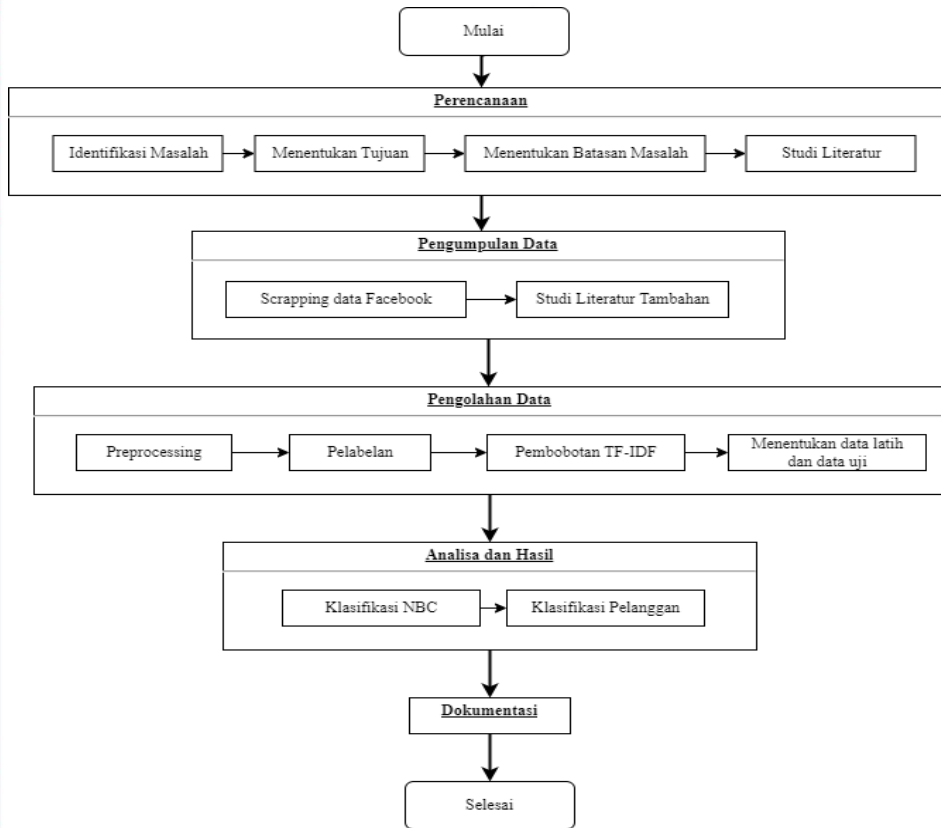 Mulai
Perencanaan
Identifikasi Masalah
Menentukan Tujuan
Menentukan Batasan Masalah
Studi Literatur
Pengumpulan Data
Scrapping data Facebook
Studi Literatur Tambahan
Pengolahan Data
Preprocessing
Pelabelan
Pembobotan TF-IDF
Menentukan data latih
dan data uji
Analisa dan Hasil
Klasifikasi NBC
Klasifikasi Pelanggan
Dokumentasi
Selesai